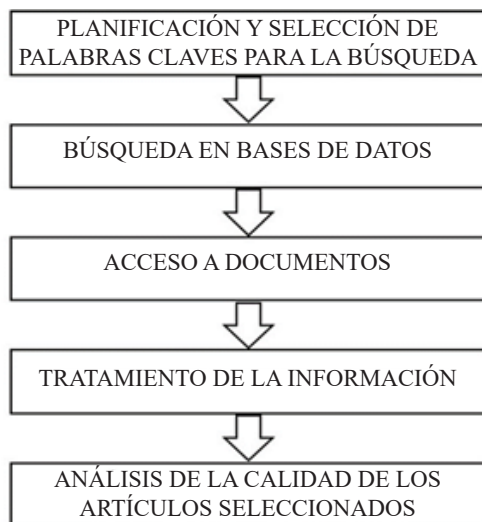 PLANIFICACIÓN Y SELECCIÓN DE
PALABRAS CLAVES PARA LA BÚSQUEDA
BÚSQUEDA EN BASES DE DATOS
ACCESO A DOCUMENTOS
TRATAMIENTO DE LA INFORMACIÓN
ANÁLISIS DE LA CALIDAD DE LOS
ARTÍCULOS SELECCIONADOS